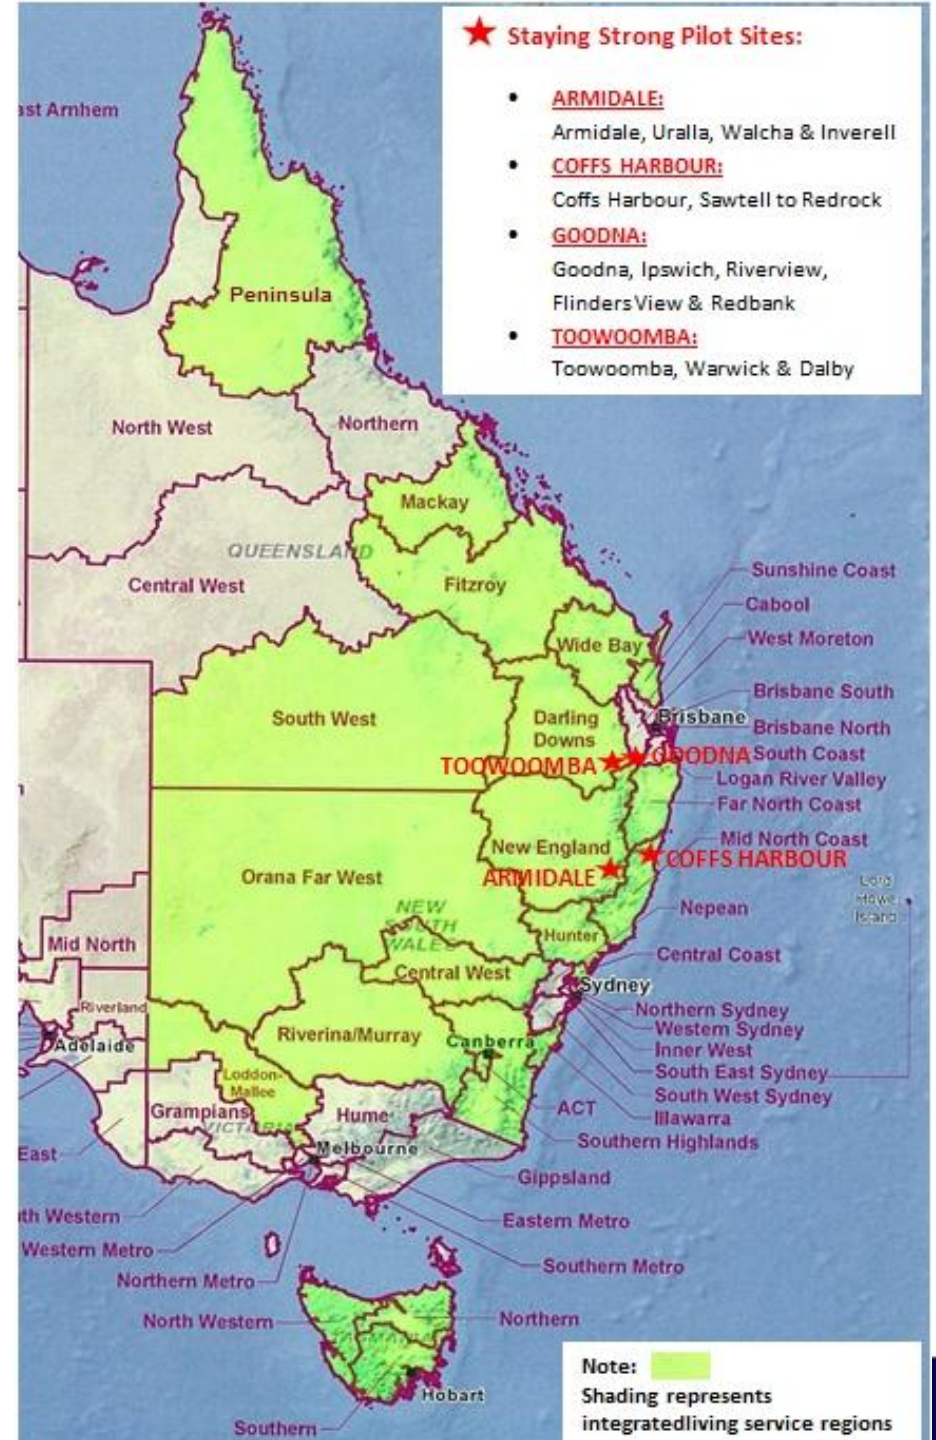 ★ Staying Strong Pilot Sites:
• ARMIDALE:
Armidale, Uralla, Walcha & Inverell
• COFFS HARBOUR:
Coffs Harbour, Sawtell to Redrock
• GOODNA:
Goodna, Ipswich, Riverview,
FlindersView & Redbank
• TOOWOOMBA:
Toowoomba, Warwick & Dalby
ast Arnhem
Peninsula
North West
Northern
Mackay
QUEENSLAND
Central West
Fitzroy
Sunshine Coast
Cabool
Wide Bay
West Moreton
Brisbane South
South West
Darling
Downs
Brisbane
Brisbane North
TOOWOOMBA
GOODNA
South Coast
Logan River Valley
Far North Coast
Mid North Coast
New England
COFFS HARBOUR
Orana Far West
ARMIDALE
Lord
Howe
Island
NEW
SOUTH
WALES
Nepean
Hunter
Mid North
Central Coast
Central West
Sydney
Riverland
Northern Sydney
Western Sydney
Riverina/Murray
Canberra
Adelaide
Inner West
South East Sydney
Loddon-
Mallee
South West Sydney
Grampians
Hume
ACT
Illawarra
VICTORIA
Southern Highlands
Melbourne
East
Gippsland
th Western
Eastern Metro
Western Metro
Southern Metro
Northern Metro
North Western
Northern
TASMANIA
Hobart
Southern
Note:
Shading represents
integratedliving service regions